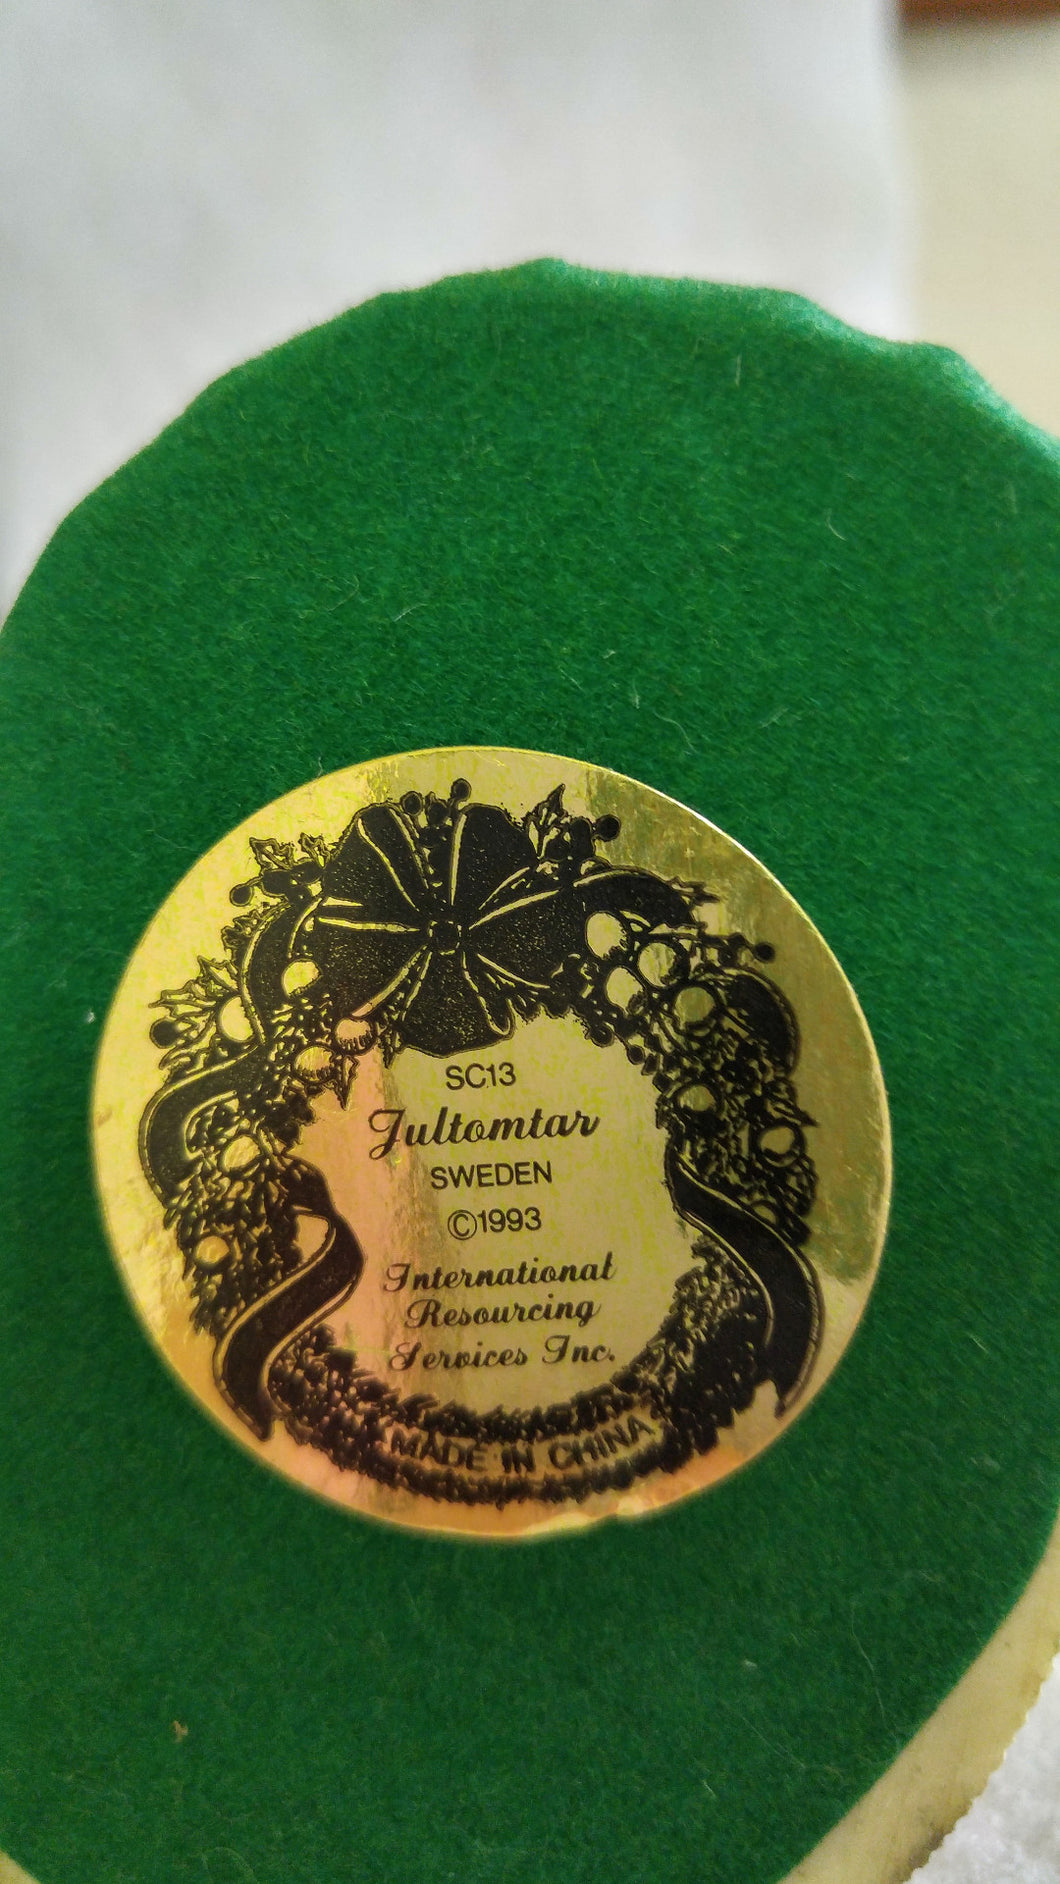 SC13
Jultomtar
SWEDEN
©1993
International
Resourcing
Services Inc.
MADE IN CHINA